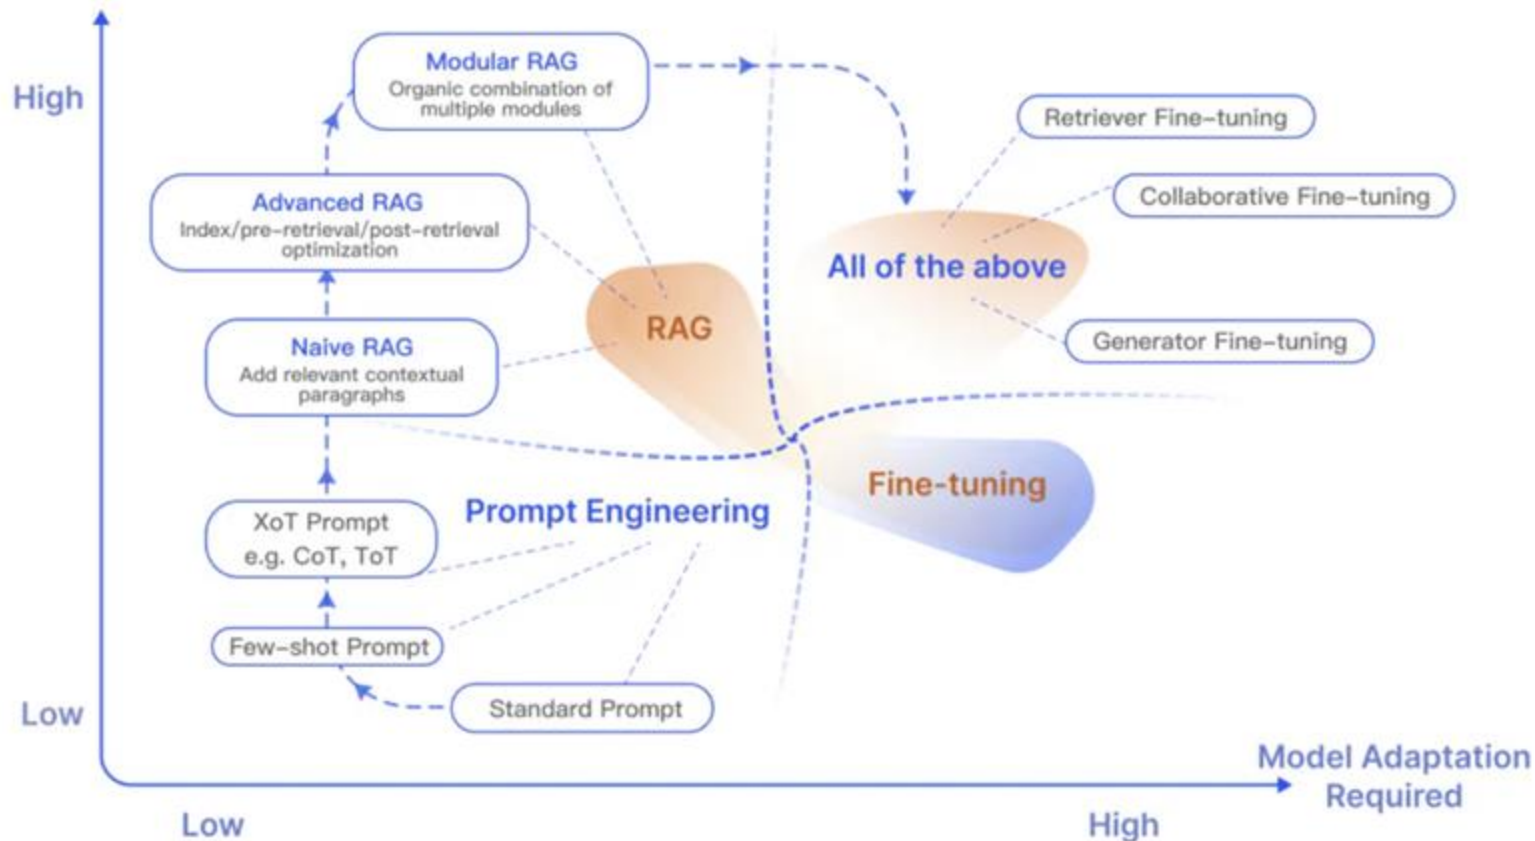 High
Modular RAG
Organic combination of
multiple modules
Retriever Fine-tuning
Collaborative Fine-tuning
Advanced RAG
Index/pre-retrieval/post-retrieval
optimization
All of the above
RAG
Generator Fine-tuning
Naive RAG
Add relevant contextual
paragraphs
Fine-tuning
Prompt Engineering
XoT Prompt
e.g. CoT, ToT
Few-shot Prompt
Standard Prompt
Low
Model Adaptation
Required
Low
High